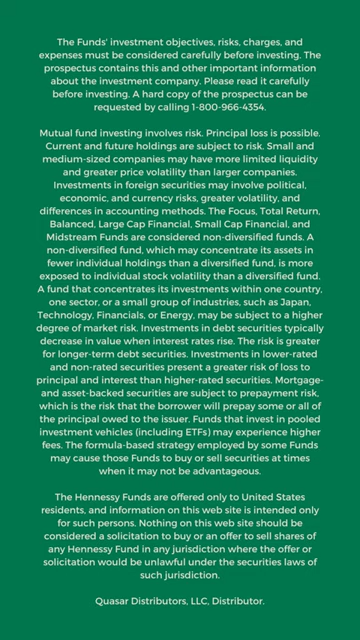 The Funds' investment objectives, risks, charges, and
expenses must be considered carefully before investing. The
prospectus contains this and other important information
about the investment company. Please read it carefully
before investing. A hard copy of the prospectus can be
requested by calling 1-800-966-4354.
Mutual fund investing involves risk. Principal loss is possible.
Current and future holdings are subject to risk. Small and
medium-sized companies may have more limited liquidity
and greater price volatility than larger companies.
Investments in foreign securities may involve political,
economic, and currency risks, greater volatility, and
differences in accounting methods. The Focus, Total Return,
Balanced, Large Cap Financial, Small Cap Financial, and
Midstream Funds are considered non-diversified funds. A
non-diversified fund, which may concentrate its assets in
fewer individual holdings than a diversified fund, is more
exposed to individual stock volatility than a diversified fund.
A fund that concentrates its investments within one country,
one sector, or a small group of industries, such as Japan,
Technology, Financials, or Energy, may be subject to a higher
degree of market risk. Investments in debt securities typically
decrease in value when interest rates rise. The risk is greater
for longer-term debt securities. Investments in lower-rated
and non-rated securities present a greater risk of loss to
principal and interest than higher-rated securities. Mortgage-
and asset-backed securities are subject to prepayment risk,
which is the risk that the borrower will prepay some or all of
the principal owed to the issuer. Funds that invest in pooled
investment vehicles (including ETFs) may experience higher
fees. The formula-based strategy employed by some Funds
may cause those Funds to buy or sell securities at times
when it may not be advantageous.
The Hennessy Funds are offered only to United States
residents, and information on this web site is intended only
for such persons. Nothing on this web site should be
considered a solicitation to buy or an offer to sell shares of
any Hennessy Fund in any jurisdiction where the offer or
solicitation would be unlawful under the securities laws of
such jurisdiction.
Quasar Distributors, LLC, Distributor.